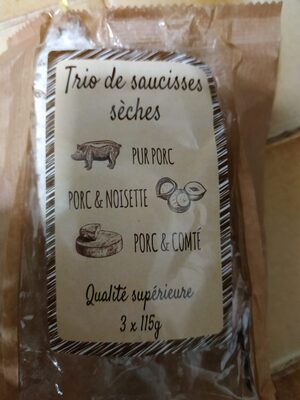 Trio de saucisses
sèches
PUR PORC
PORC & NOISETTE
PORC & COMTÉ
Qualité supérieure
3 x 115g